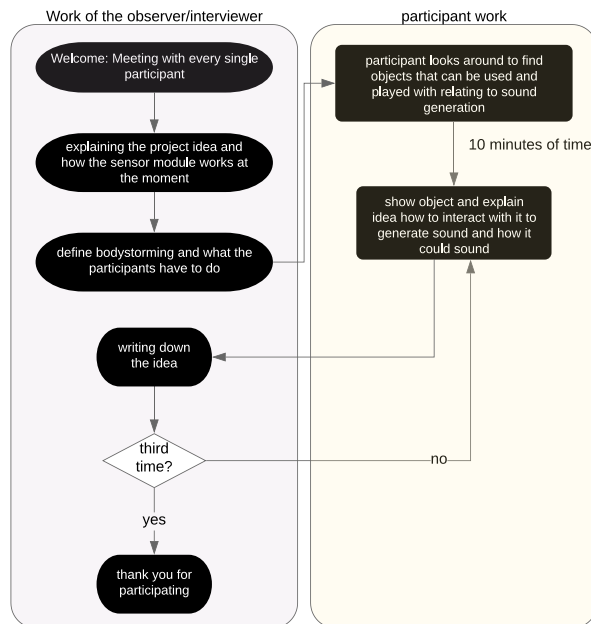 Work of the observer/interviewer
participant work
Welcome: Meeting with every single
participant
explaining the project idea and
how the sensor module works at
the moment
define bodystorming and what the
participants have to do
participant looks around to find
objects that can be used and
played with relating to sound
generation
10 minutes of time
show object and explain
idea how to interact with it to
generate sound and how it
could sound
writing down
the idea
third
time?
no
yes
thank you for
participating